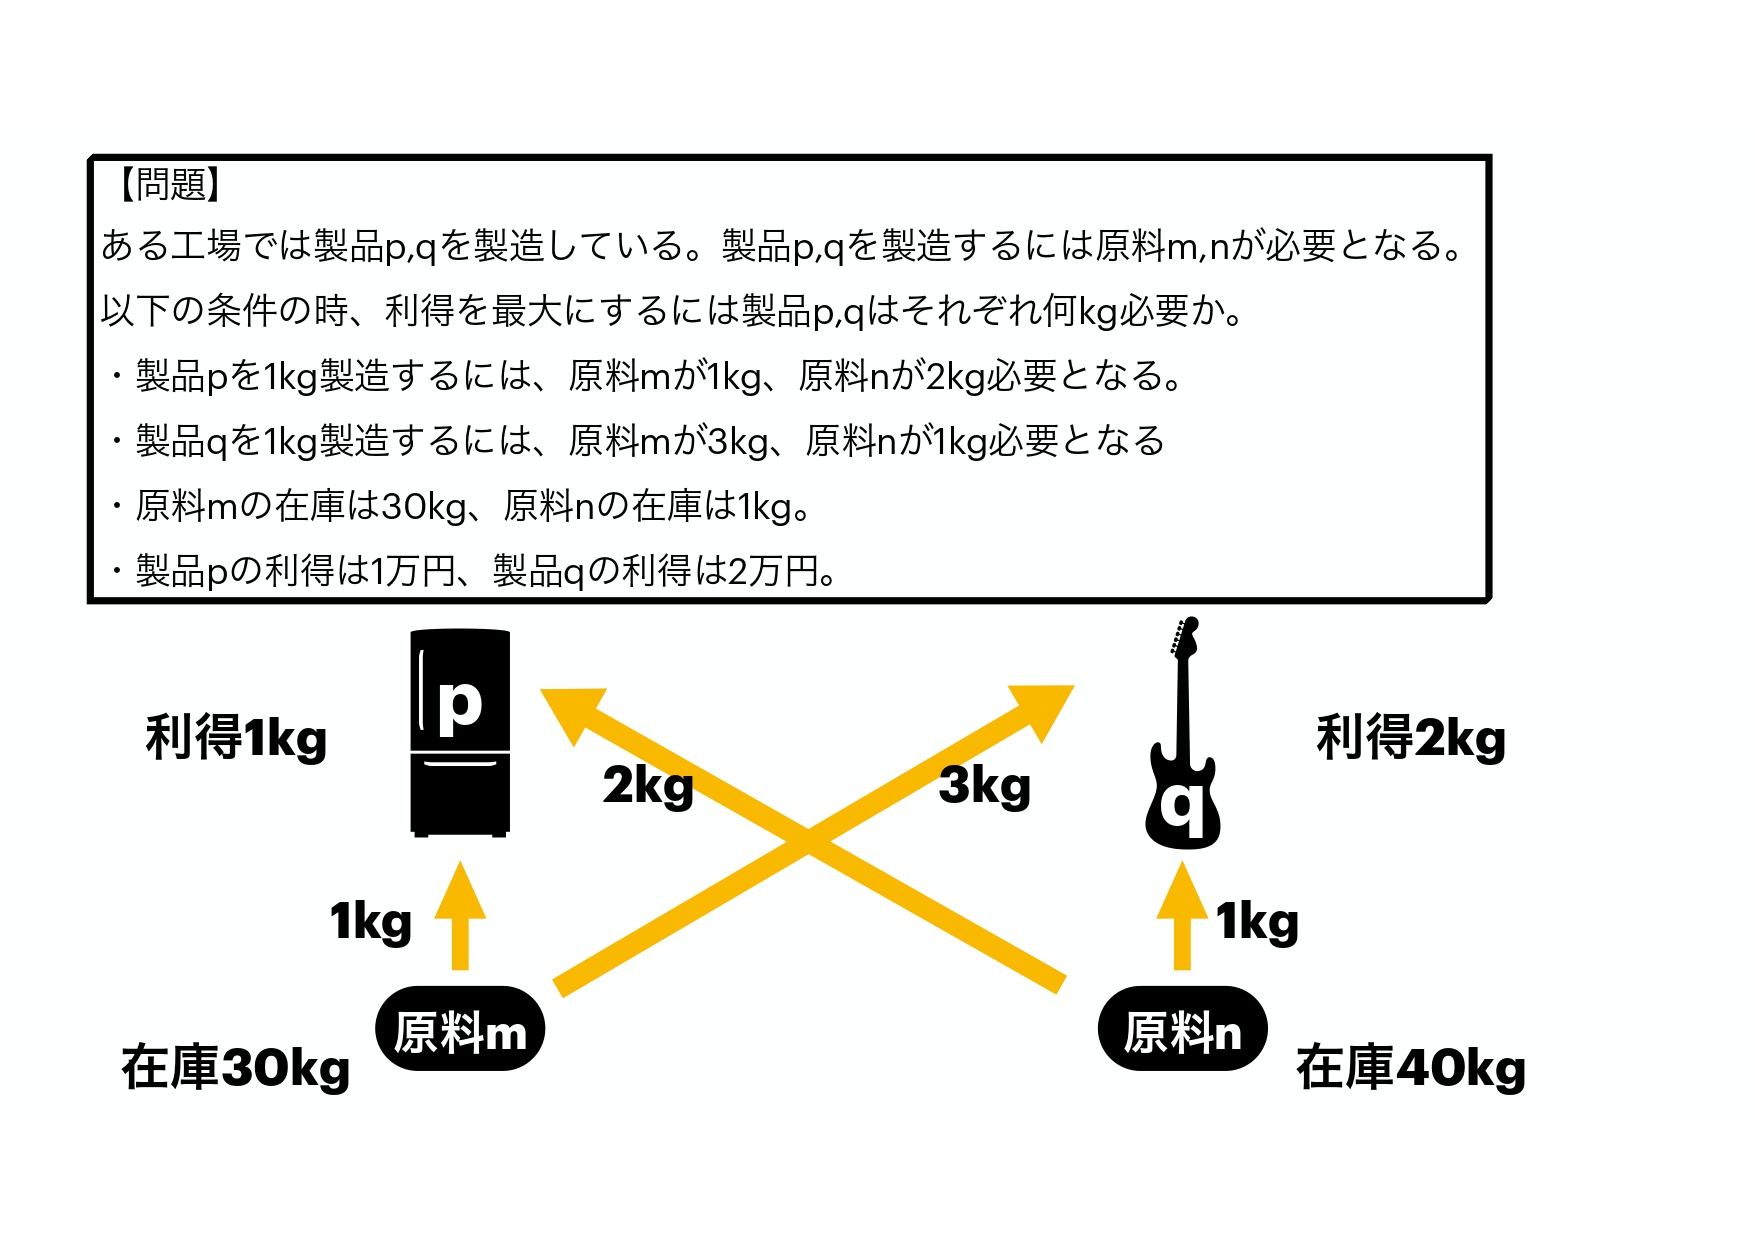 【問題】
ある工場では製品p,qを製造している。製品p,qを製造するには原料m,nが必要となる。
以下の条件の時、利得を最大にするには製品p,qはそれぞれ何kg必要か。
・製品pを1kg製造するには、原料mが1kg、原料nが2kg必要となる。
・製品qを1kg製造するには、原料mが3kg、原料nが1kg必要となる
・原料mの在庫は30kg、原料nの在庫は1kg。
・製品pの利得は1万円、製品qの利得は2万円。
p
利得1kg
利得2kg
2kg
3kg
q
1kg
1kg
原料m
原料n
在庫30kg
在庫40kg